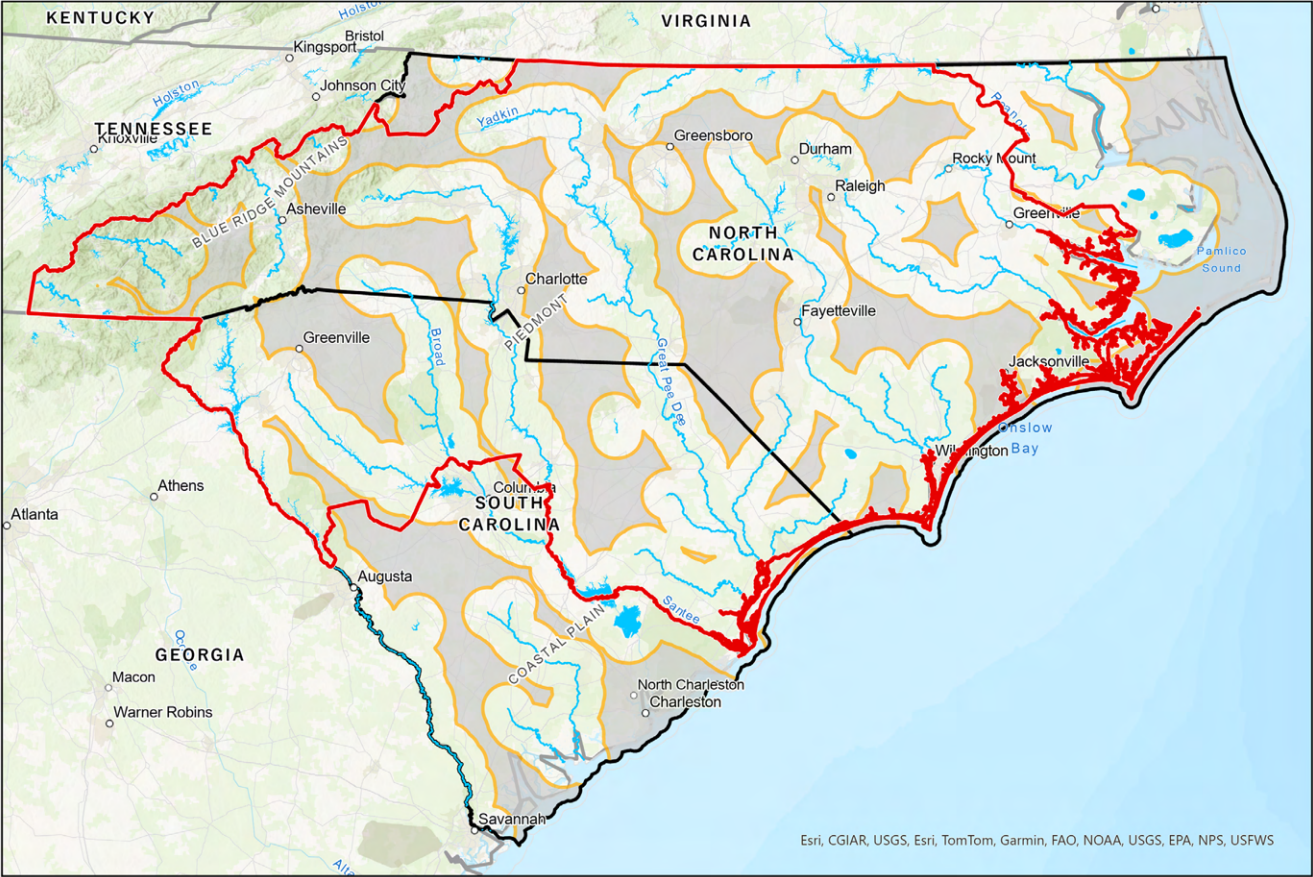 KENTUCKY
Holston
VIRGINIA
Bristol
Kingsport
Johnson City
Holston
TENNESSEE
Knoxville
Yadkin
Roanoke
Greensboro
Durham
Rocky Mount
Raleigh
BLUE RIDGE MOUNTAINS
Asheville
Greenville
NORTH
CAROLINA
Pamlico
Sound
Charlotte
PIEDMONT
Fayetteville
Greenville
Broad
Great Pee Dee
Jacksonville
Onslow
Bay
Wilmington
Athens
Columbia
SOUTH
CAROLINA
Atlanta
Augusta
Santee
COASTAL PLAIN
GEORGIA
Macon
North Charleston
Charleston
Warner Robins
Savannah
Esri, CGIAR, USGS, Esri, TomTom, Garmin, FAO, NOAA, USGS, EPA, NPS, USFWS